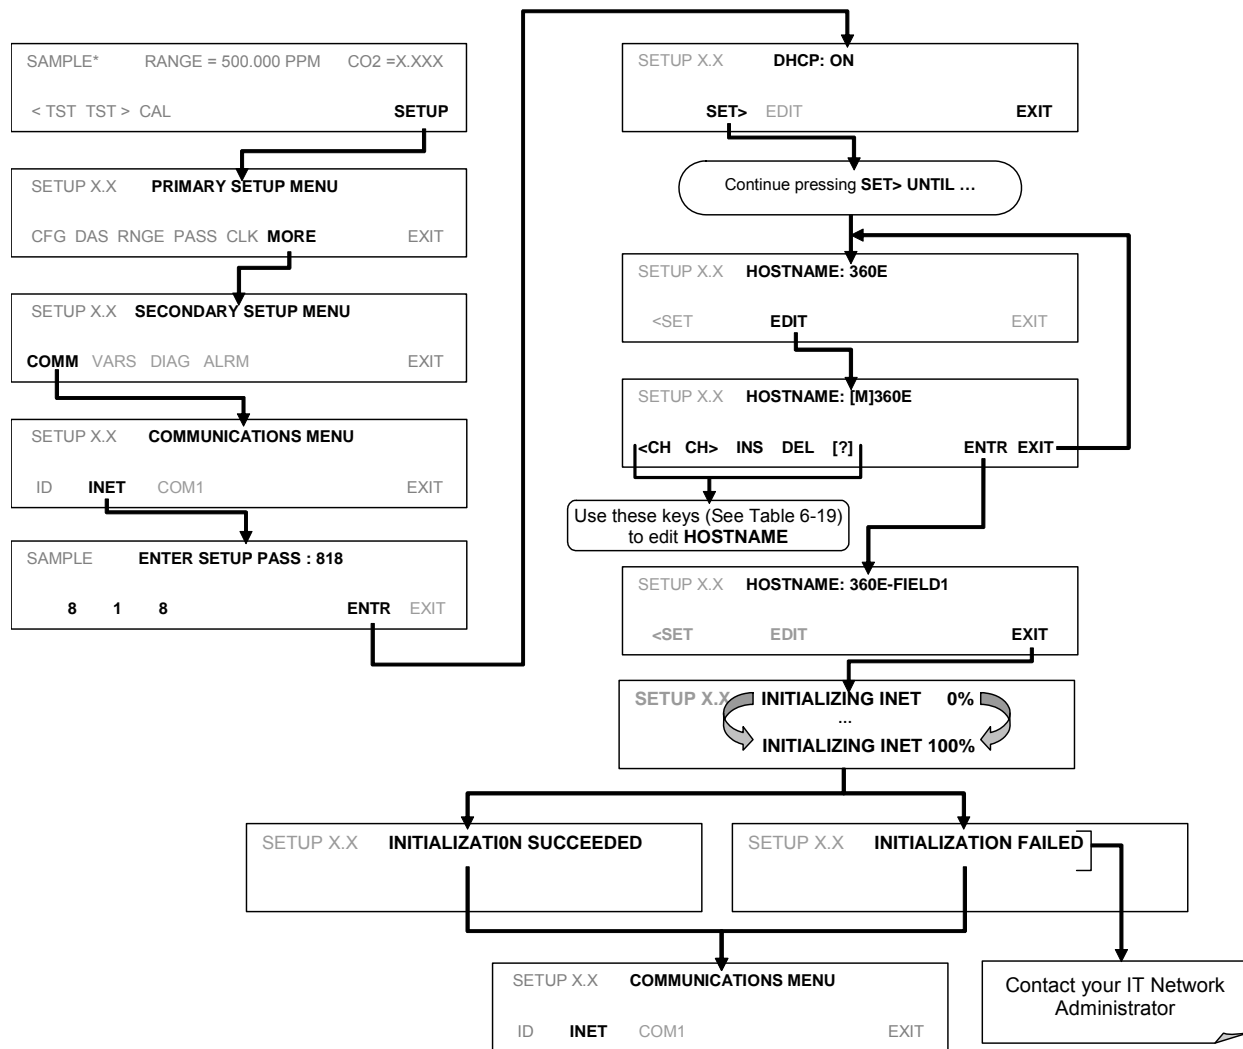 SAMPLE* RANGE = 500.000 PPM CO2 =X.XXX
< TST TST > CAL SETUP
SETUP X.X PRIMARY SETUP MENU
CFG DAS RNGE PASS CLK MORE EXIT
SETUP X.X SECONDARY SETUP MENU
COMM VARS DIAG ALRM EXIT
SETUP X.X COMMUNICATIONS MENU
ID INET COM1 EXIT
SAMPLE ENTER SETUP PASS : 818
8 1 8 ENTR EXIT
SETUP X.X DHCP: ON
SET> EDIT EXIT
Continue pressing SET> UNTIL …
SETUP X.X HOSTNAME: 360E
<SET EDIT EXIT
SETUP X.X HOSTNAME: [M]360E
<CH CH> INS DEL [?] ENTR EXIT
Use these keys (See Table 6-19)
to edit HOSTNAME
SETUP X.X HOSTNAME: 360E-FIELD1
<SET EDIT EXIT
SETUP X.X INITIALIZING INET 0%
…
INITIALIZING INET 100%
SETUP X.X INITIALIZATI0N SUCCEEDED
SETUP X.X INITIALIZATION FAILED
SETUP X.X COMMUNICATIONS MENU
ID INET COM1 EXIT
Contact your IT Network
Administrator